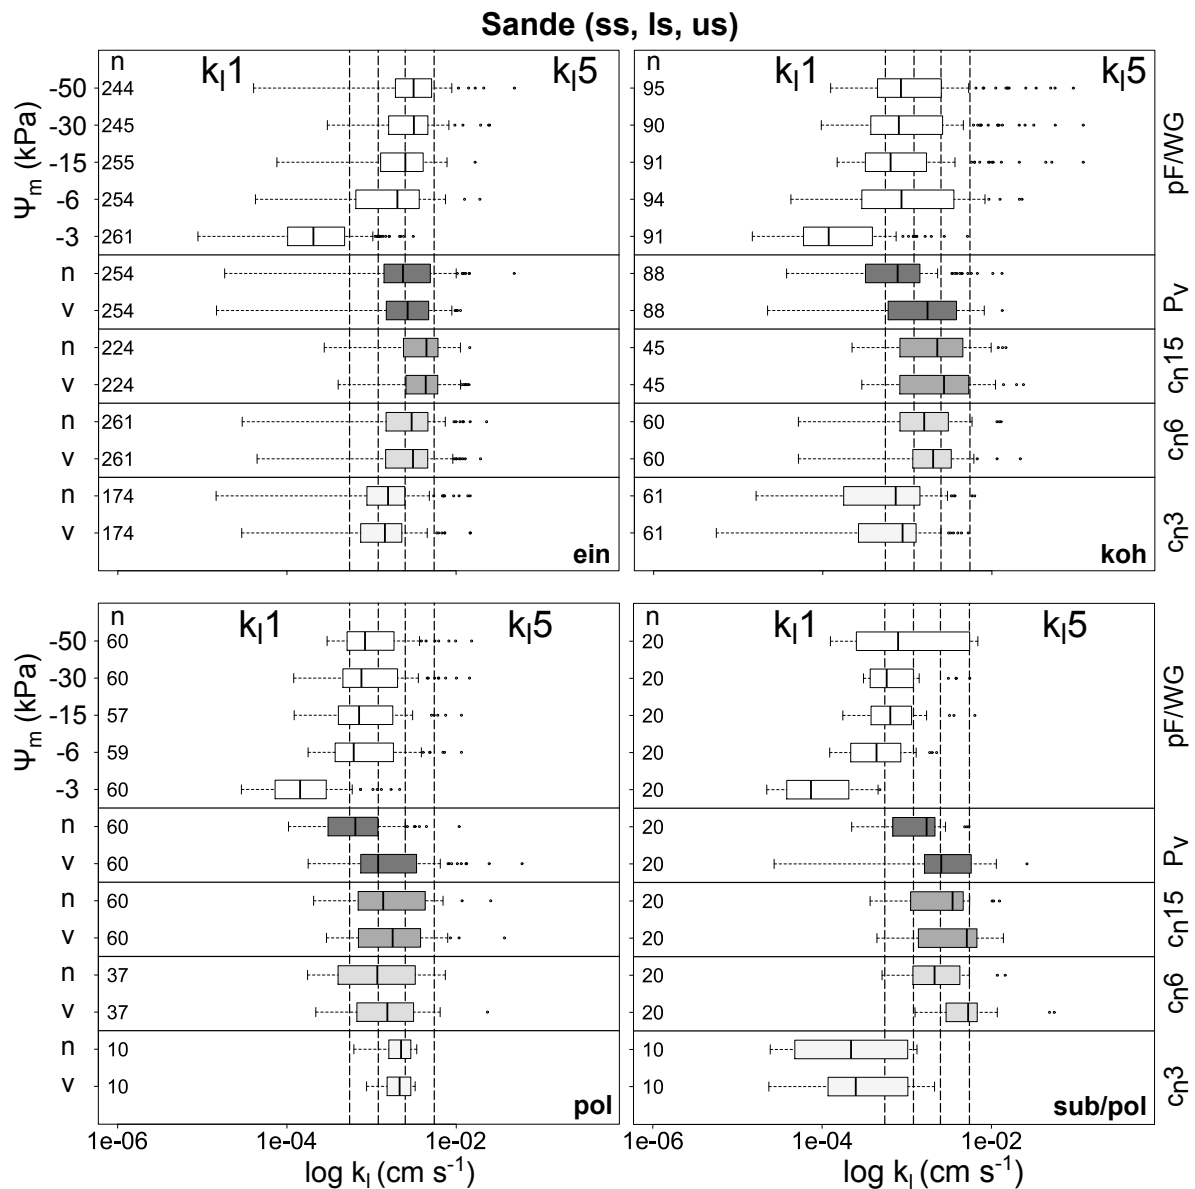 Sande (ss, ls, us)
n
kl1
kl5
n
kl1
kl5
-50 244
95
-30 245
90
-15 255
91
-6 254
94
-3 261
91
Ψm (kPa)
pF/WG
n 254
88
v 254
88
Pv
n 224
45
v 224
45
cn15
n 261
60
v 261
60
cn6
n 174
61
v 174
61
cn3
ein
koh
n
kl1
kl5
n
kl1
kl5
-50 60
20
-30 60
20
-15 57
20
-6 59
20
-3 60
20
Ψm (kPa)
pF/WG
n 60
20
v 60
20
Pv
n 60
20
v 60
20
cn15
n 37
20
v 37
20
cn6
n 10
10
v 10
10
cn3
pol
sub/pol
1e-06 1e-04 1e-02
1e-06 1e-04 1e-02
log kl (cm s-1)
log kl (cm s-1)